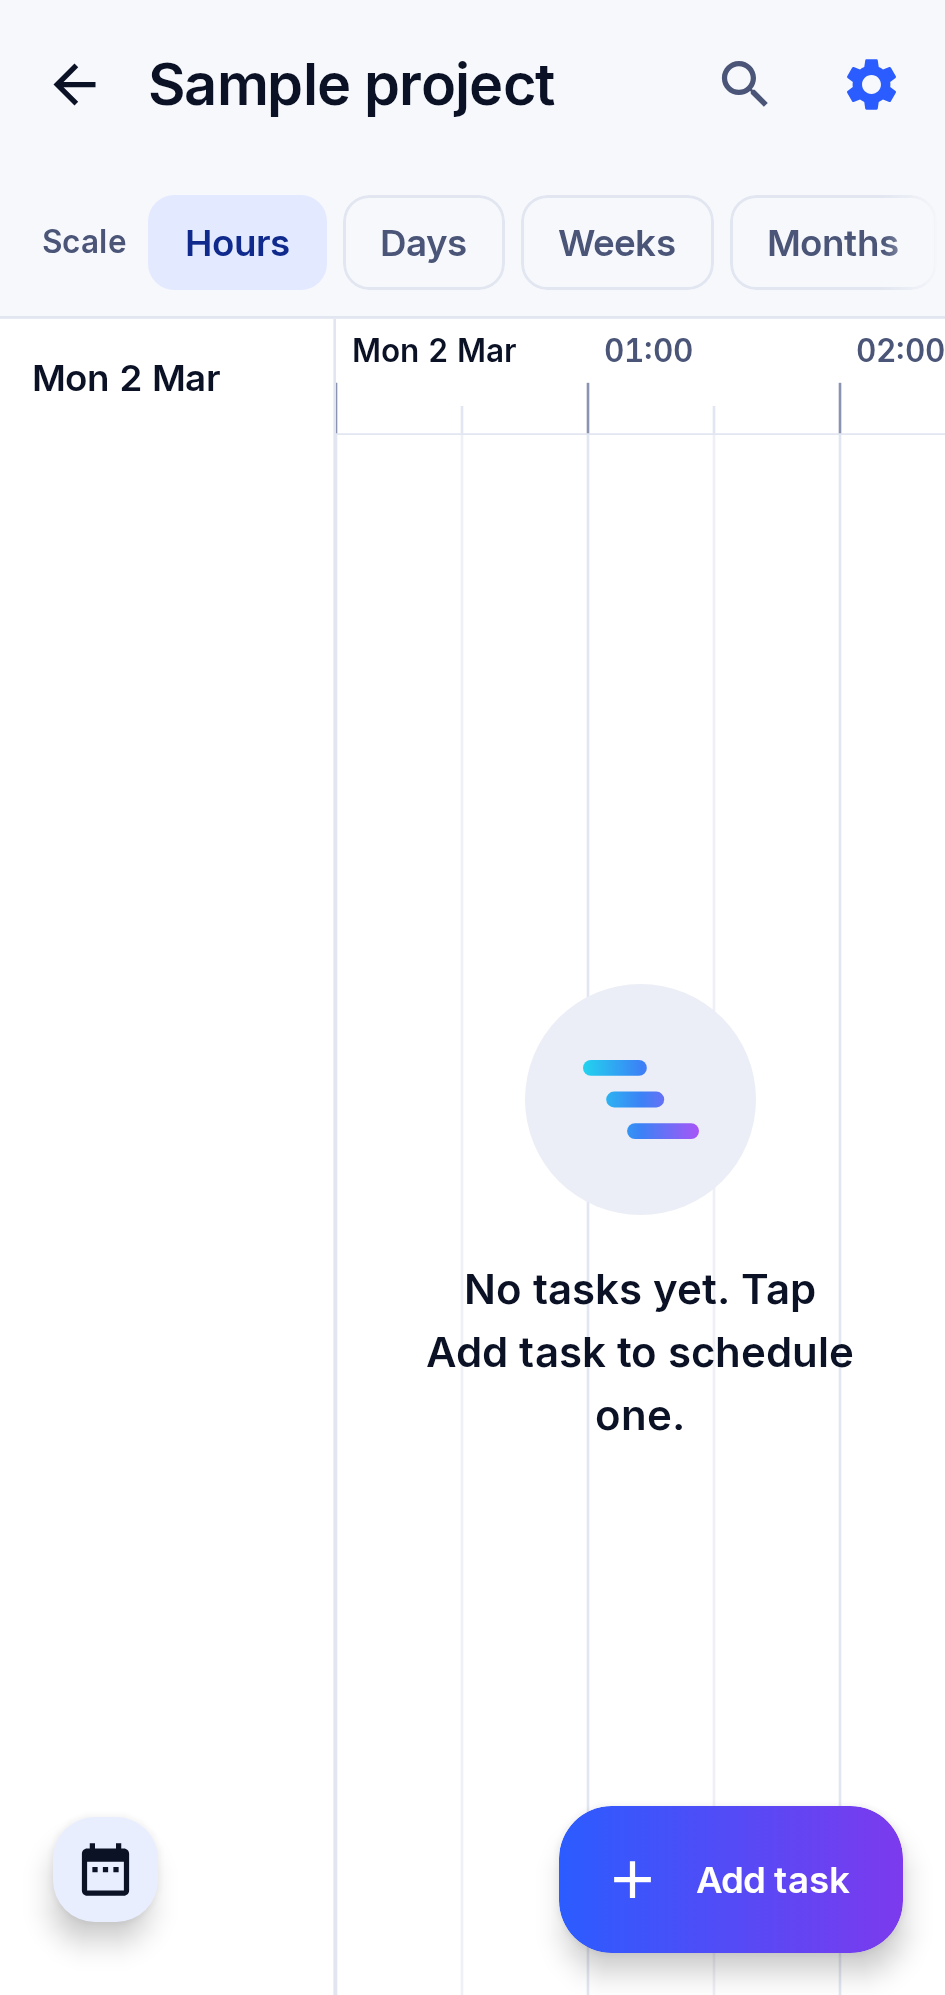 Sample project
Scale Hours Days Weeks Months
Mon 2 Mar
Mon 2 Mar 01:00 02:00
No tasks yet. Tap
Add task to schedule
one.
Add task